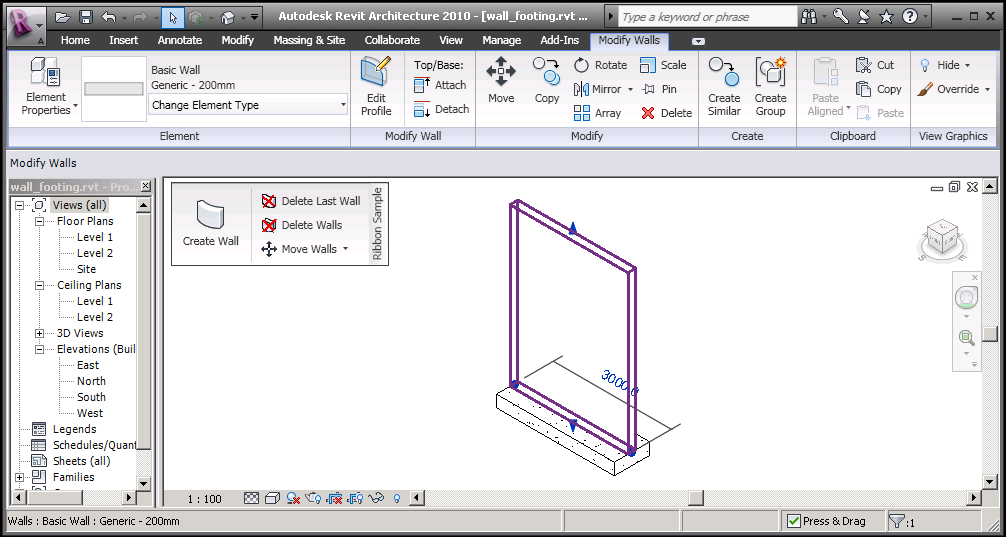 Autodesk Revit Architecture 2010 - [wall_footing.rvt ...
Type a keyword or phrase
Home Insert Annotate Modify Massing & Site Collaborate View Manage Add-Ins Modify Walls
Element Properties
Basic Wall
Generic - 200mm
Change Element Type
Element
Edit Profile
Top/Base:
Attach
Detach
Modify Wall
Move
Copy
Rotate
Mirror
Array
Scale
Pin
Delete
Modify
Create Similar
Create Group
Create
Paste Aligned
Cut
Copy
Paste
Clipboard
Hide
Override
View Graphics
Modify Walls
wall_footing.rvt - Pro...
Views (all)
Floor Plans
Level 1
Level 2
Site
Ceiling Plans
Level 1
Level 2
3D Views
Elevations (Buil
East
North
South
West
Legends
Schedules/Quant
Sheets (all)
Families
Create Wall
Delete Last Wall
Delete Walls
Move Walls
Ribbon Sample
3000.0
S
E
1 : 100
Walls : Basic Wall : Generic - 200mm
Press & Drag
:1